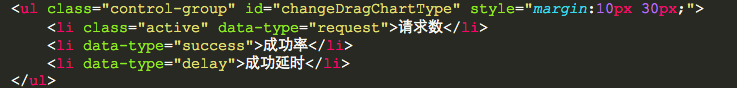 <ul class="control-group" id="changeDragChartType" style="margin:10px 30px;">
<li class="active" data-type="request">请求数</li>
<li data-type="success">成功率</li>
<li data-type="delay">成功延时</li>
</ul>